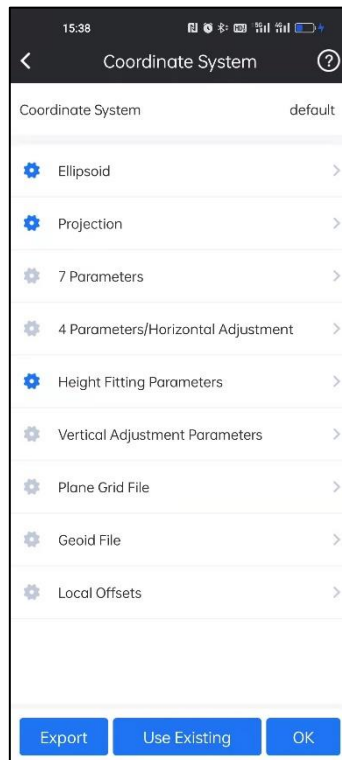 15:38
Coordinate System
Coordinate System default
Ellipsoid
Projection
7 Parameters
4 Parameters/Horizontal Adjustment
Height Fitting Parameters
Vertical Adjustment Parameters
Plane Grid File
Geoid File
Local Offsets
Export Use Existing OK